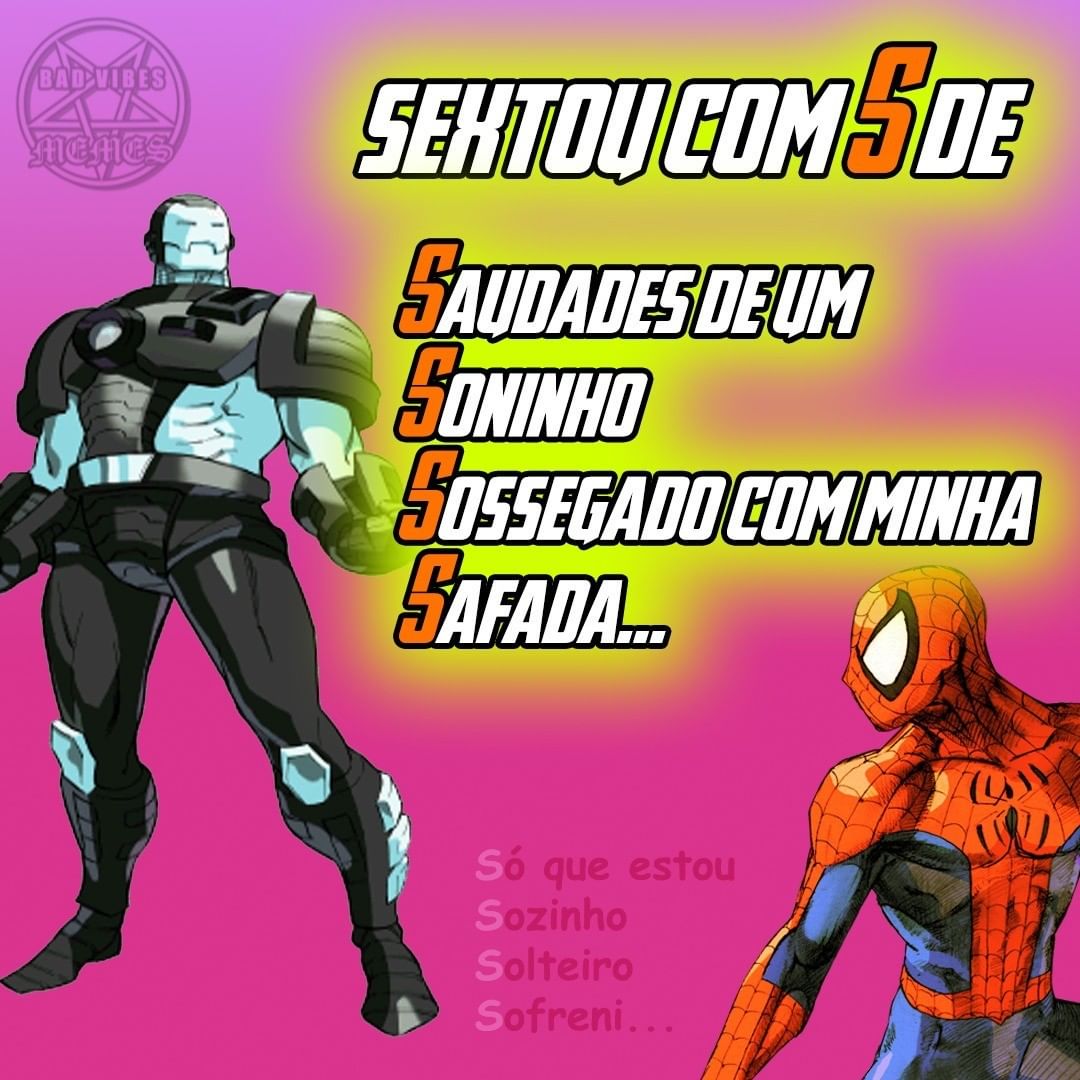 BAD VIBES
MEMES
SEXTOU COM S DE
SAUDADES DE UM
SONINHO
SOSSEGADO COM MINHA
SAFADA...
Só que estou
Sozinho
Solteiro
Sofreni...